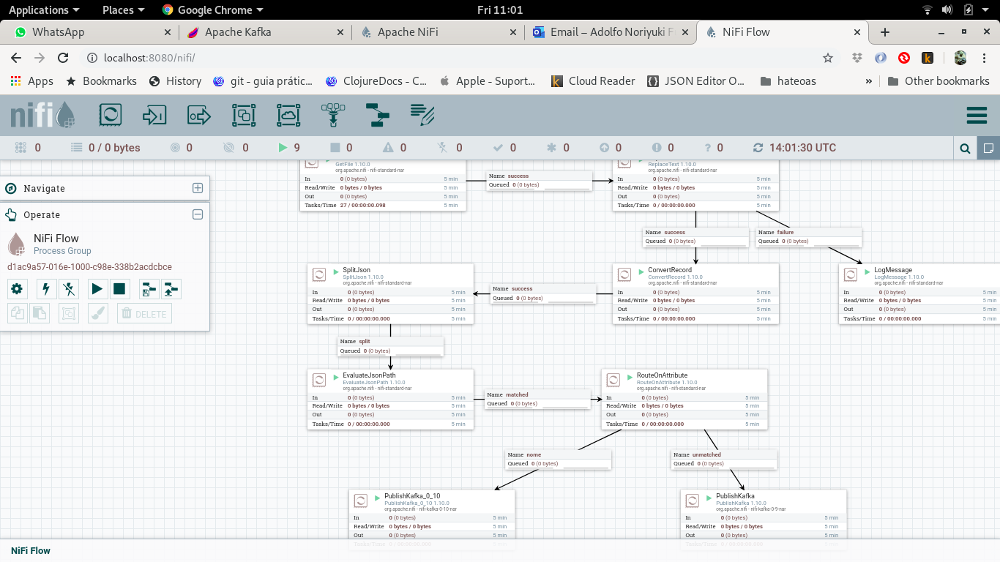 Applications Places Google Chrome Fri 11:01
WhatsApp Apache Kafka Apache NiFi Email – Adolfo Noriyuki F NiFi Flow
localhost:8080/nifi/
Apps Bookmarks History git - guia prátic... ClojureDocs - C... Apple - Suport... Cloud Reader JSON Editor O... hateoas » Other bookmarks
nifi
0 0 / 0 bytes 0 0 9 0 0 0 0 0 0 0 0 14:01:30 UTC
GetFile 1.10.0
org.apache.nifi - nifi-standard-nar
In 0 (0 bytes) 5 min
Read/Write 0 bytes / 0 bytes 5 min
Out 0 (0 bytes) 5 min
Tasks/Time 27 / 00:00:00.098 5 min
Name success
Queued 0 (0 bytes)
ReplaceText 1.10.0
org.apache.nifi - nifi-standard-nar
In 0 (0 bytes) 5 min
Read/Write 0 bytes / 0 bytes 5 min
Out 0 (0 bytes) 5 min
Tasks/Time 0 / 00:00:00.000 5 min
Navigate
Operate
NiFi Flow
Process Group
d1ac9a57-016e-1000-c98e-338b2acdcbce
DELETE
Name success
Queued 0 (0 bytes)
Name failure
Queued 0 (0 bytes)
SplitJson
SplitJson 1.10.0
org.apache.nifi - nifi-standard-nar
In 0 (0 bytes) 5 min
Read/Write 0 bytes / 0 bytes 5 min
Out 0 (0 bytes) 5 min
Tasks/Time 0 / 00:00:00.000 5 min
Name success
Queued 0 (0 bytes)
ConvertRecord
ConvertRecord 1.10.0
org.apache.nifi - nifi-standard-nar
In 0 (0 bytes) 5 min
Read/Write 0 bytes / 0 bytes 5 min
Out 0 (0 bytes) 5 min
Tasks/Time 0 / 00:00:00.000 5 min
LogMessage
LogMessage 1.10.0
org.apache.nifi - nifi-standard-nar
In 0 (0 bytes) 5 min
Read/Write 0 bytes / 0 bytes 5 min
Out 0 (0 bytes) 5 min
Tasks/Time 0 / 00:00:00.000 5 min
Name split
Queued 0 (0 bytes)
EvaluateJsonPath
EvaluateJsonPath 1.10.0
org.apache.nifi - nifi-standard-nar
In 0 (0 bytes) 5 min
Read/Write 0 bytes / 0 bytes 5 min
Out 0 (0 bytes) 5 min
Tasks/Time 0 / 00:00:00.000 5 min
Name matched
Queued 0 (0 bytes)
RouteOnAttribute
RouteOnAttribute 1.10.0
org.apache.nifi - nifi-standard-nar
In 0 (0 bytes) 5 min
Read/Write 0 bytes / 0 bytes 5 min
Out 0 (0 bytes) 5 min
Tasks/Time 0 / 00:00:00.000 5 min
Name nome
Queued 0 (0 bytes)
Name unmatched
Queued 0 (0 bytes)
PublishKafka_0_10
PublishKafka_0_10 1.10.0
org.apache.nifi - nifi-kafka-0-10-nar
In 0 (0 bytes) 5 min
Read/Write 0 bytes / 0 bytes 5 min
Out 0 (0 bytes) 5 min
Tasks/Time 0 / 00:00:00.000 5 min
PublishKafka
PublishKafka 1.10.0
org.apache.nifi - nifi-kafka-0-9-nar
In 0 (0 bytes) 5 min
Read/Write 0 bytes / 0 bytes 5 min
Out 0 (0 bytes) 5 min
Tasks/Time 0 / 00:00:00.000 5 min
NiFi Flow